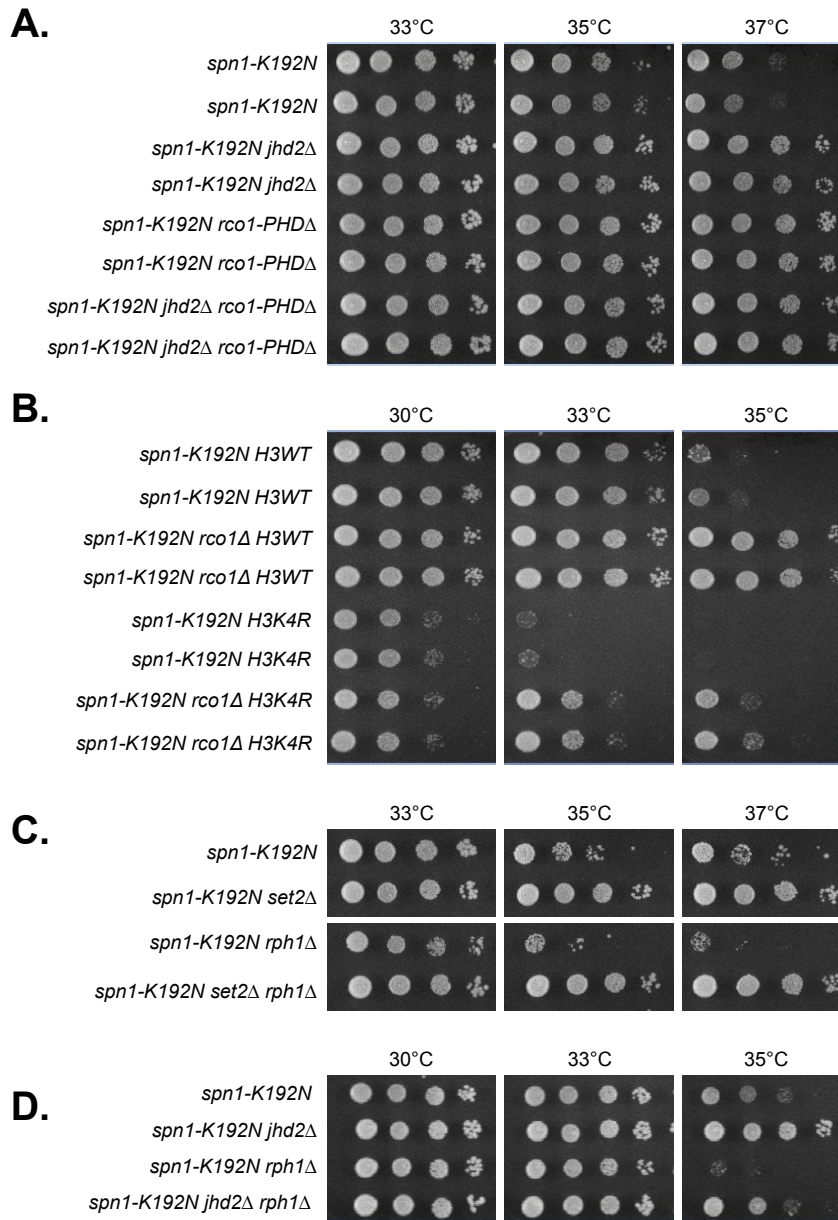 A.
33°C 35°C 37°C
spn1-K192N
spn1-K192N
spn1-K192N jhd2Δ
spn1-K192N jhd2Δ
spn1-K192N rco1-PHDΔ
spn1-K192N rco1-PHDΔ
spn1-K192N jhd2Δ rco1-PHDΔ
spn1-K192N jhd2Δ rco1-PHDΔ
B.
30°C 33°C 35°C
spn1-K192N H3WT
spn1-K192N H3WT
spn1-K192N rco1Δ H3WT
spn1-K192N rco1Δ H3WT
spn1-K192N H3K4R
spn1-K192N H3K4R
spn1-K192N rco1Δ H3K4R
spn1-K192N rco1Δ H3K4R
C.
33°C 35°C 37°C
spn1-K192N
spn1-K192N set2Δ
spn1-K192N rph1Δ
spn1-K192N set2Δ rph1Δ
D.
30°C 33°C 35°C
spn1-K192N
spn1-K192N jhd2Δ
spn1-K192N rph1Δ
spn1-K192N jhd2Δ rph1Δ